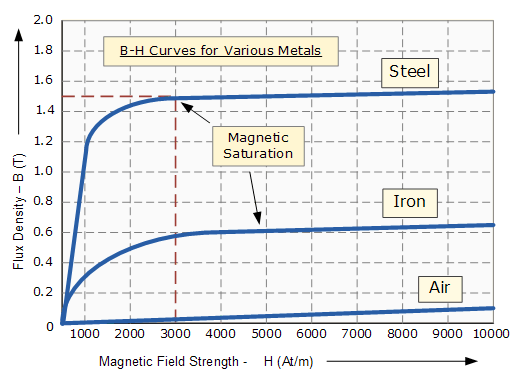 B-H Curves for Various Metals
2.0
1.8
1.6
1.4
1.2
1.0
0.8
0.6
0.4
0.2
0
Flux Density – B (T)
Steel
Magnetic
Saturation
Iron
Air
1000 2000 3000 4000 5000 6000 7000 8000 9000 10000
Magnetic Field Strength - H (At/m)